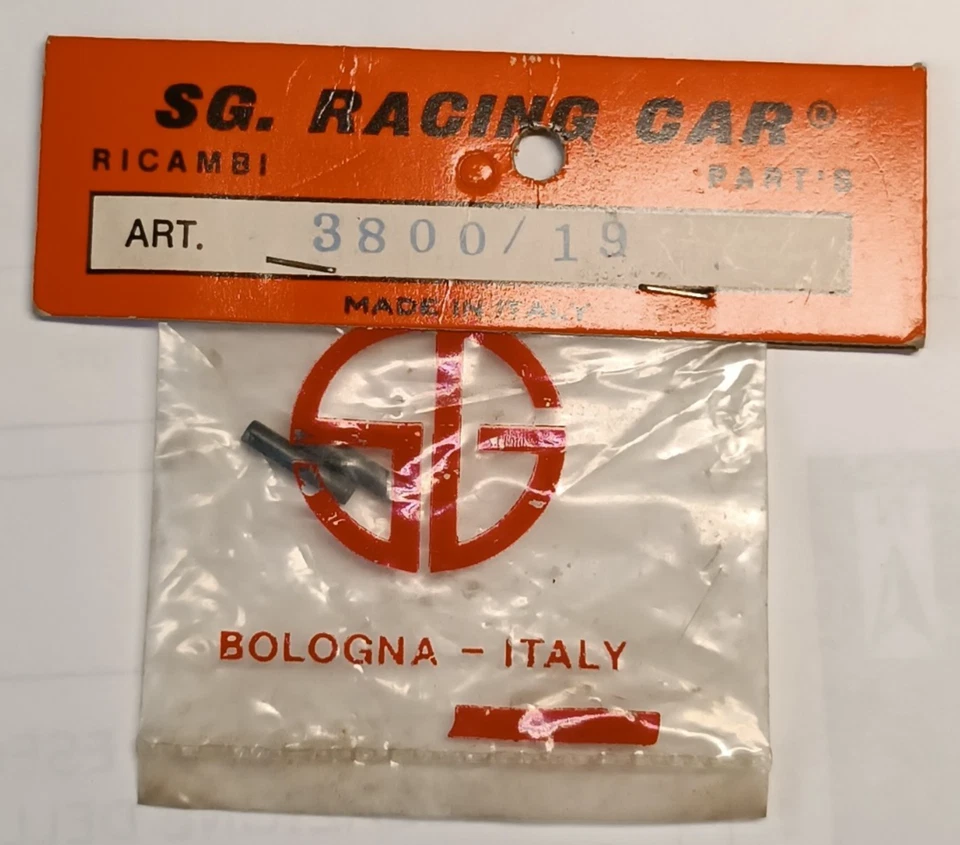 SG. RACING CAR®
RICAMBI
PART'S
ART. 3800/19
MADE IN ITALY
SG
BOLOGNA - ITALY